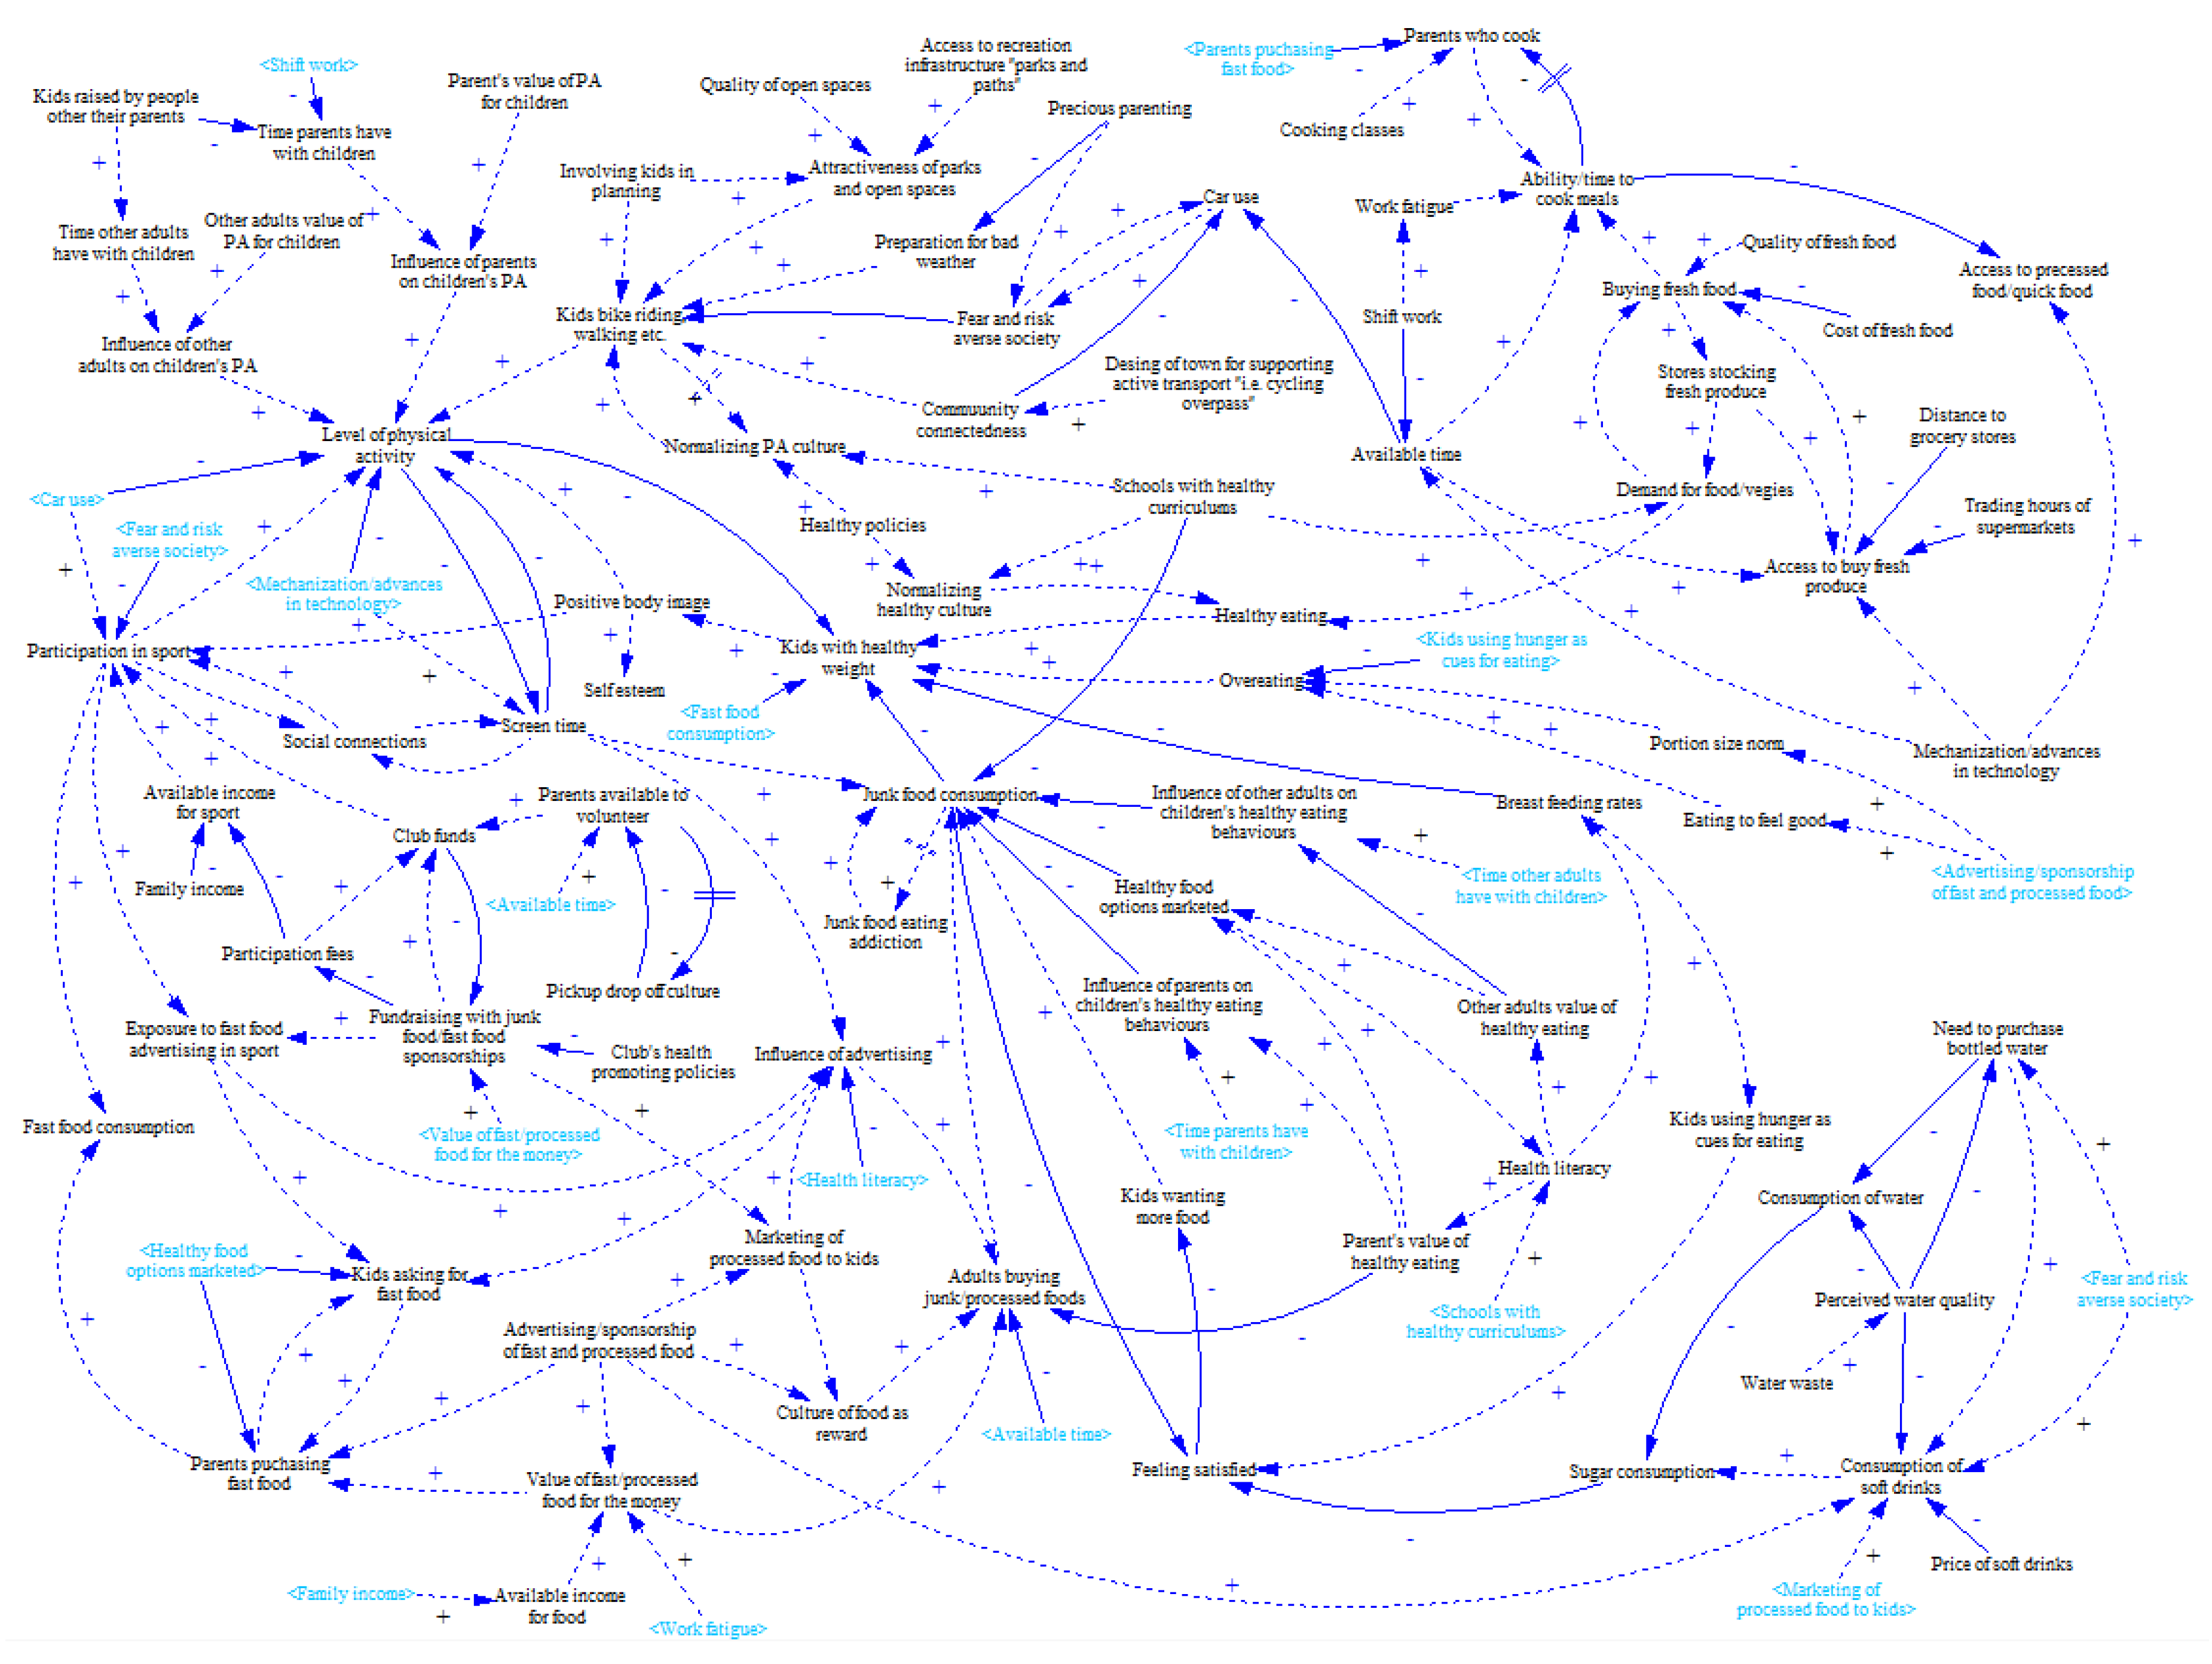 Parents who cook
<Parents puchasing
fast food>
Access to recreation
infrastructure "parks and
paths"
<Shift work>
Parent's value of PA
for children
Quality of open spaces
Kids raised by people
other their parents
Precious parenting
Cooking classes
Time parents have
with children
Involving kids in
planning
Attractiveness of parks
and open spaces
Ability/time to
cook meals
Car use
Work fatigue
Time other adults
have with children
Other adults value of
PA for children
Preparation for bad
weather
Quality of fresh food
Influence of parents
on children's PA
Access to precessed
food/quick food
Buying fresh food
Kids bike riding,
walking etc.
Fear and risk
averse society
Shift work
Cost of fresh food
Influence of other
adults on children's PA
Desing of town for supporting
active transport "i.e. cycling
overpass"
Stores stocking
fresh produce
Commuunity
connectedness
Distance to
grocery stores
Level of physical
activity
Normalizing PA culture
Available time
<Car use>
Schools with healthy
curriculums
Demand for food/vegies
<Fear and risk
averse society>
Healthy policies
Trading hours of
supermarkets
<Mechanization/advances
in technology>
Access to buy fresh
produce
Positive body image
Normalizing
healthy culture
Healthy eating
Participation in sport
Kids with healthy
weight
<Kids using hunger as
cues for eating>
Self esteem
Overeating
<Fast food
consumption>
Social connections
Screen time
Portion size norm
Mechanization/advances
in technology
Available income
for sport
Parents available to
volunteer
Junk food consumption
Influence of other adults on
children's healthy eating
behaviours
Breast feeding rates
Eating to feel good
Club funds
Family income
<Available time>
Healthy food
options marketed
<Time other adults
have with children>
<Advertising/sponsorship
of fast and processed food>
Junk food eating
addiction
Participation fees
Pickup drop off culture
Influence of parents on
children's healthy eating
behaviours
Other adults value of
healthy eating
Exposure to fast food
advertising in sport
Fundraising with junk
food/fast food
sponsorships
Club's health
promoting policies
Influence of advertising
Need to purchase
bottled water
Fast food consumption
<Value of fast/processed
food for the money>
<Time parents have
with children>
Kids using hunger as
cues for eating
<Health literacy>
Health literacy
Kids wanting
more food
Consumption of water
<Healthy food
options marketed>
Marketing of
processed food to kids
Parent's value of
healthy eating
Kids asking for
fast food
Adults buying
junk/processed foods
Perceived water quality
<Fear and risk
averse society>
<Schools with
healthy curriculums>
Advertising/sponsorship
of fast and processed food
Water waste
Culture of food as
reward
<Available time>
Parents puchasing
fast food
Value of fast/processed
food for the money
Feeling satisfied
Sugar consumption
Consumption of
soft drinks
Price of soft drinks
<Family income>
Available income
for food
<Marketing of
processed food to kids>
<Work fatigue>